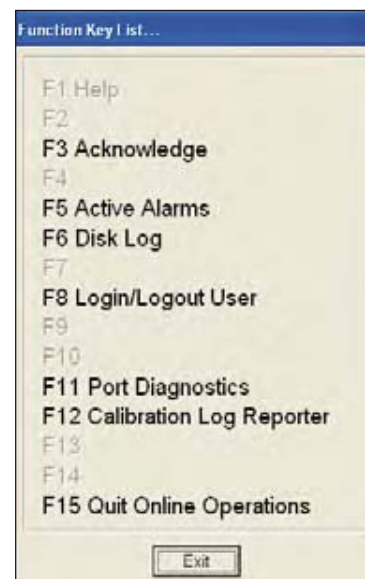 Function Key List...
F1 Help
F2
F3 Acknowledge
F4
F5 Active Alarms
F6 Disk Log
F7
F8 Login/Logout User
F9
F10
F11 Port Diagnostics
F12 Calibration Log Reporter
F13
F14
F15 Quit Online Operations
Exit